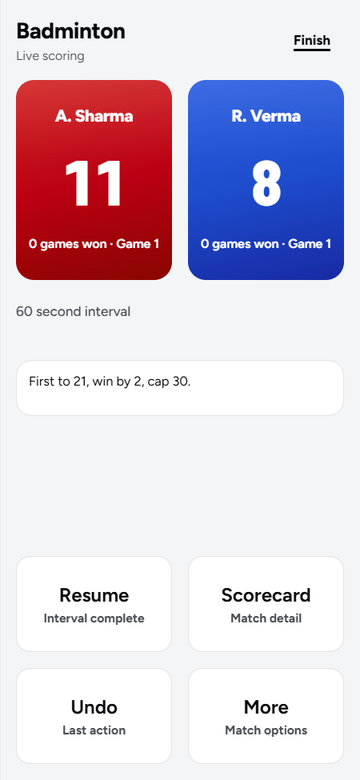 Badminton
Live scoring
Finish
A. Sharma
11
0 games won · Game 1
R. Verma
8
0 games won · Game 1
60 second interval
First to 21, win by 2, cap 30.
Resume
Interval complete
Scorecard
Match detail
Undo
Last action
More
Match options